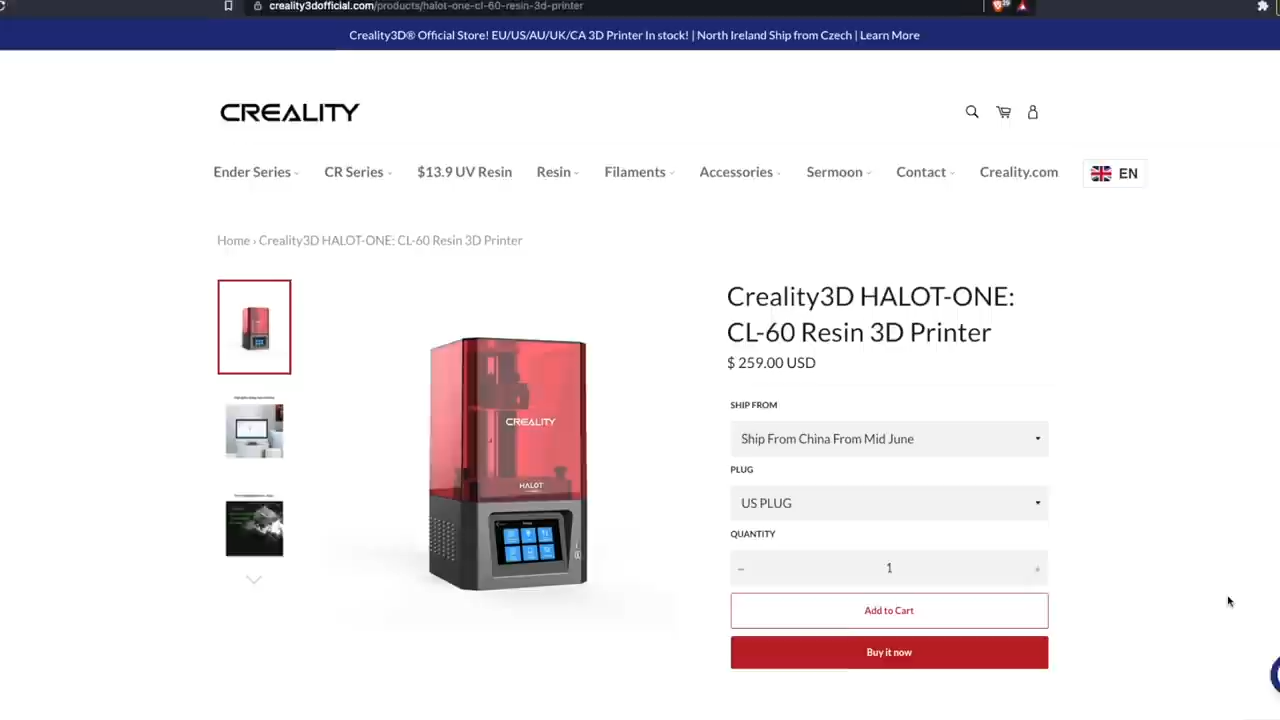 creality3dofficial.com/products/halot-one-cl-60-resin-3d-printer
Creality3D® Official Store! EU/US/AU/UK/CA 3D Printer In stock! | North Ireland Ship from Czech | Learn More
CREALITY
Ender Series CR Series $13.9 UV Resin Resin Filaments Accessories Sermoon Contact Creality.com EN
Home › Creality3D HALOT-ONE: CL-60 Resin 3D Printer
Creality3D HALOT-ONE:
CL-60 Resin 3D Printer
$ 259.00 USD
SHIP FROM
Ship From China From Mid June
PLUG
US PLUG
QUANTITY
− 1 +
Add to Cart
Buy it now
CREALITY
HALOT